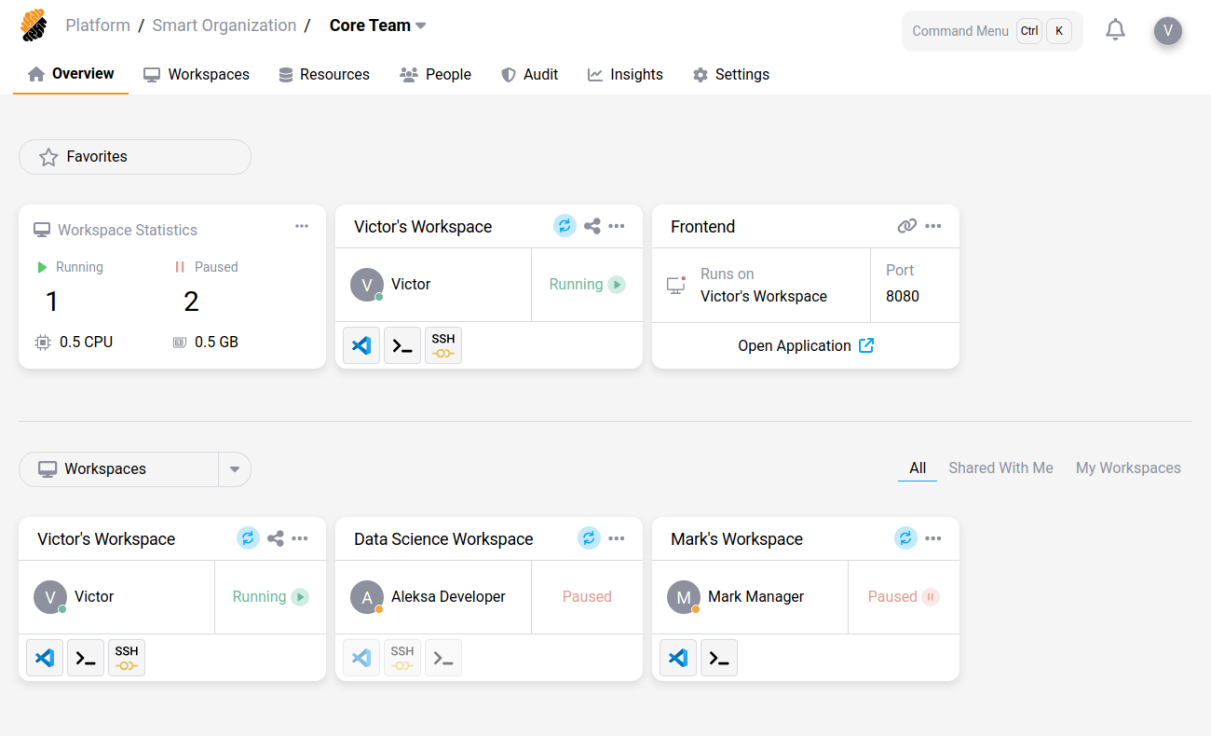 Platform / Smart Organization / Core Team
Command Menu Ctrl K
V
Overview Workspaces Resources People Audit Insights Settings
Favorites
Workspace Statistics
Running Paused
1 2
0.5 CPU 0.5 GB
Victor's Workspace
V Victor Running
SSH
Frontend
Runs on
Victor's Workspace
Port
8080
Open Application
Workspaces
All Shared With Me My Workspaces
Victor's Workspace
V Victor Running
SSH
Data Science Workspace
A Aleksa Developer Paused
SSH
Mark's Workspace
M Mark Manager Paused